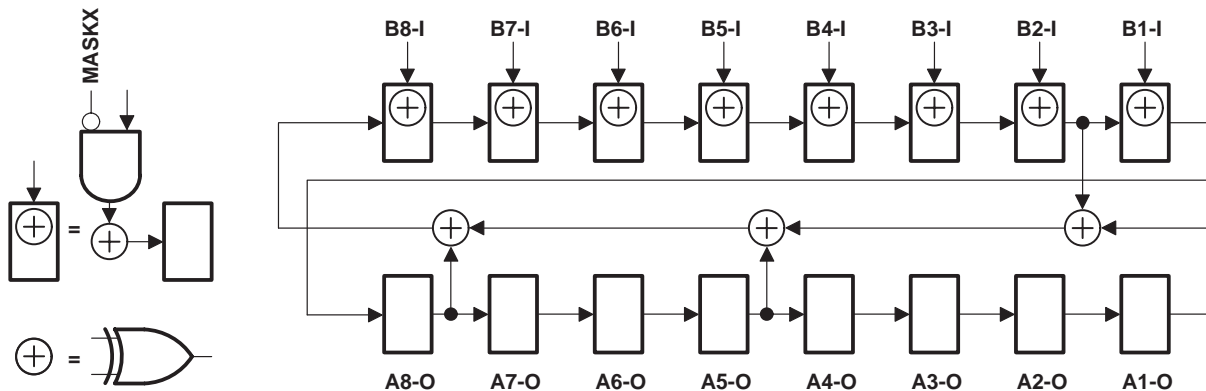 MASKX
B8-I B7-I B6-I B5-I B4-I B3-I B2-I B1-I
=
=
A8-O A7-O A6-O A5-O A4-O A3-O A2-O A1-O